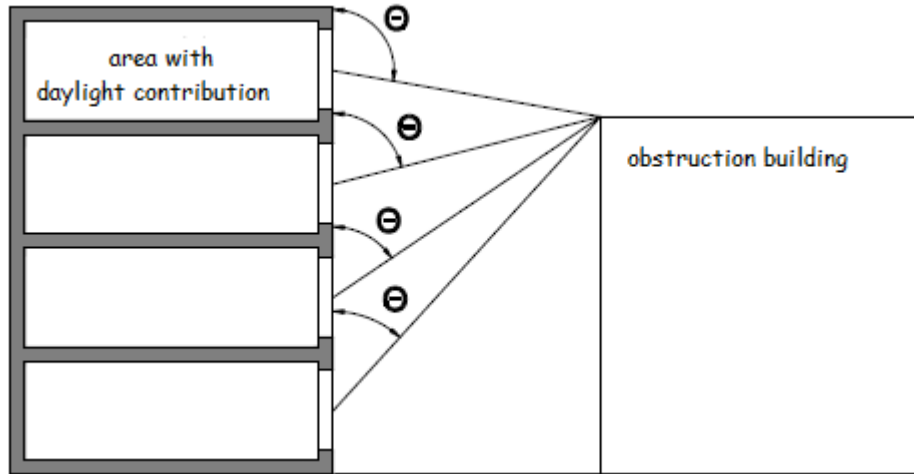 Θ
area with
daylight contribution
Θ
obstruction building
Θ
Θ